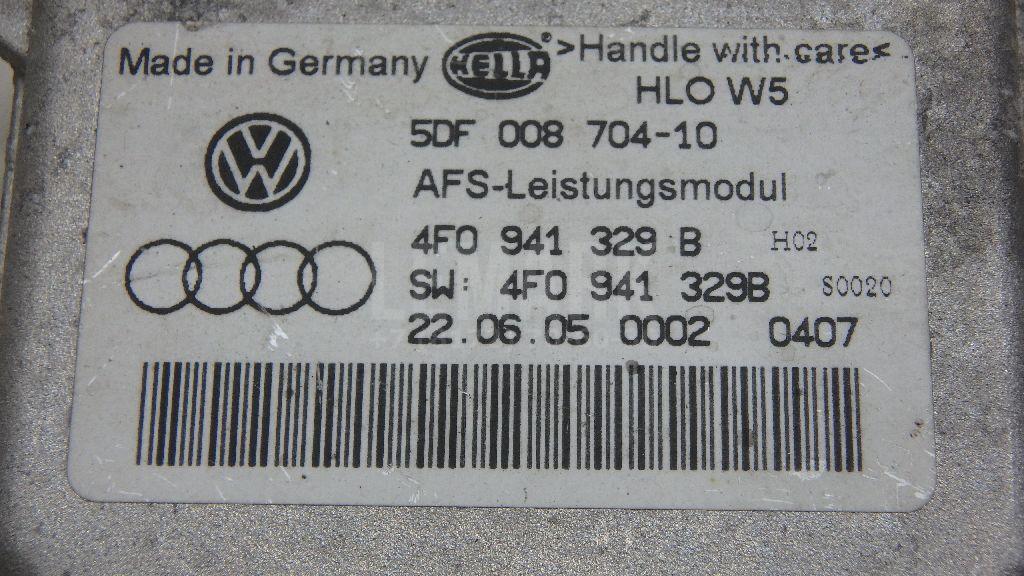 Made in Germany HELLA® >Handle with care<
HLO W5
5DF 008 704-10
AFS-Leistungsmodul
4F0 941 329 B H02
SW: 4F0 941 329B S0020
22.06.05 0002 0407